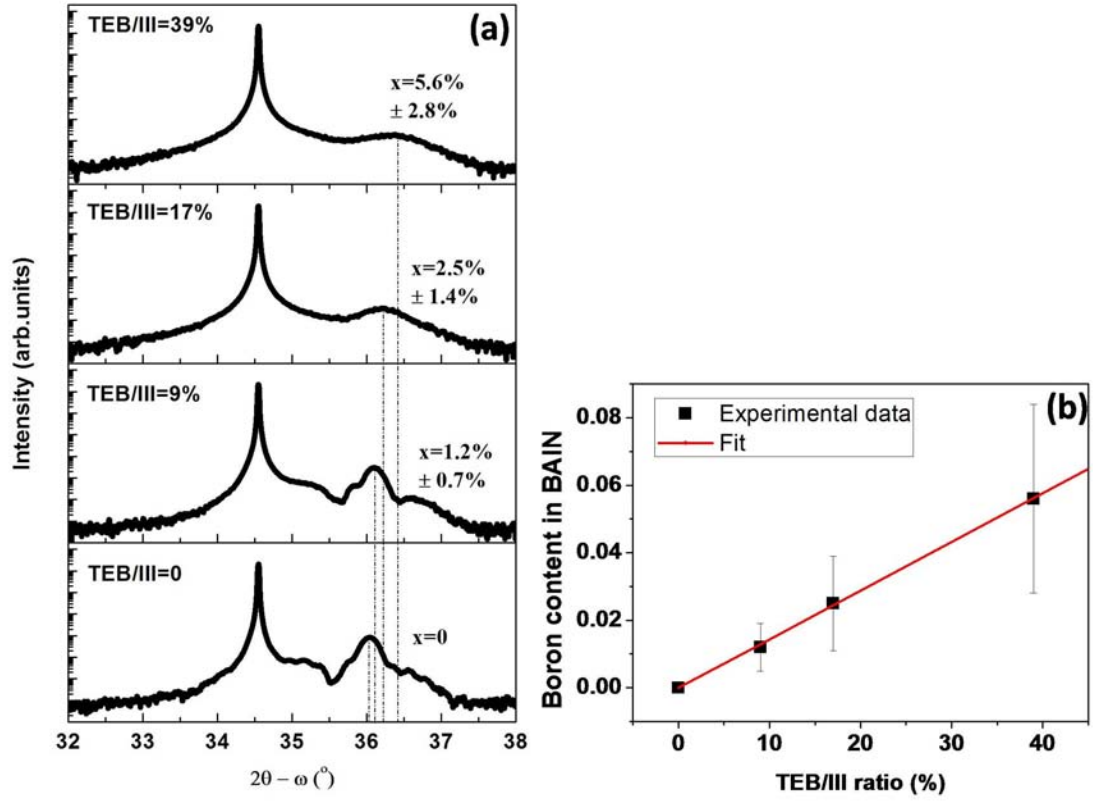 (a)
TEB/III=39%
x=5.6%
± 2.8%
TEB/III=17%
x=2.5%
± 1.4%
TEB/III=9%
x=1.2%
± 0.7%
TEB/III=0
x=0
Intensity (arb.units)
32 33 34 35 36 37 38
2θ – ω (°)
(b)
Experimental data
Fit
Boron content in BAlN
0.08
0.06
0.04
0.02
0.00
0 10 20 30 40
TEB/III ratio (%)